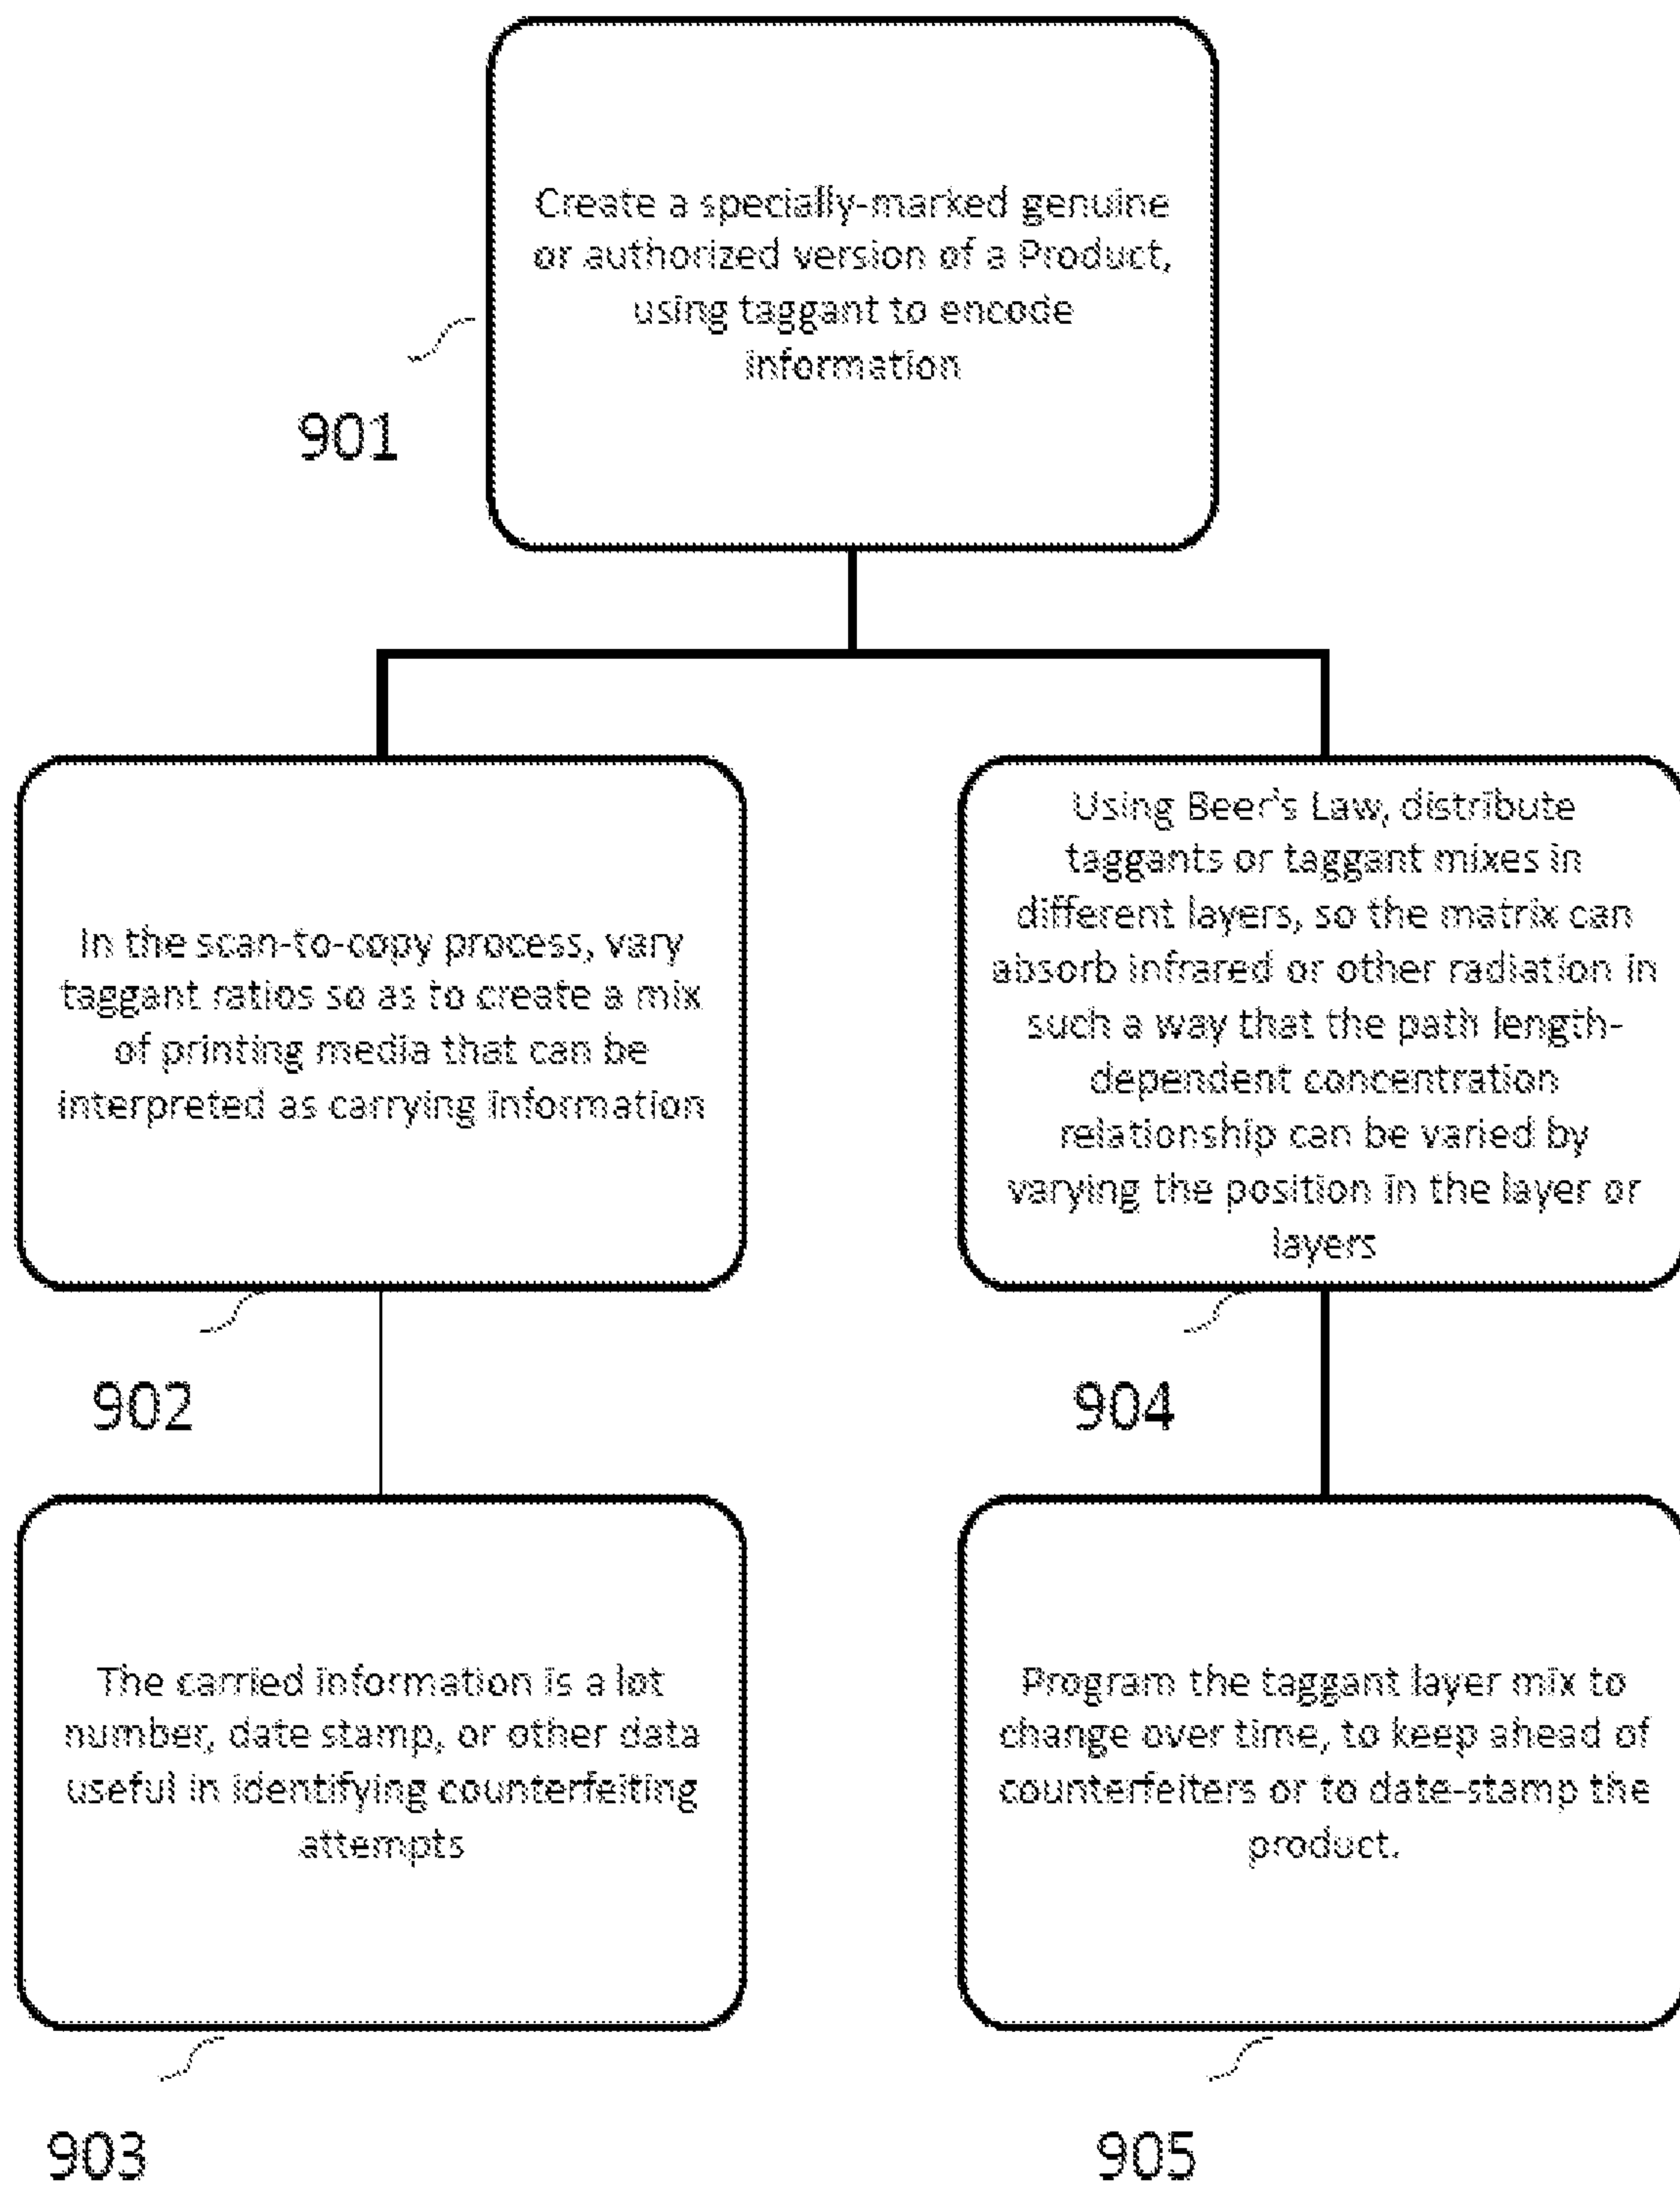 Create a specially-marked genuine
or authorized version of a Product,
using taggant to encode
information
901
In the scan-to-copy process, vary
taggant ratios so as to create a mix
of printing media that can be
interpreted as carrying information
902
The carried information is a lot
number, date stamp, or other data
useful in identifying counterfeiting
attempts
903
Using Beer's Law, distribute
taggants or taggant mixes in
different layers, so the matrix can
absorb infrared or other radiation in
such a way that the path length-
dependent concentration
relationship can be varied by
varying the position in the layer or
layers
904
Program the taggant layer mix to
change over time, to keep ahead of
counterfeiters or to date-stamp the
product.
905